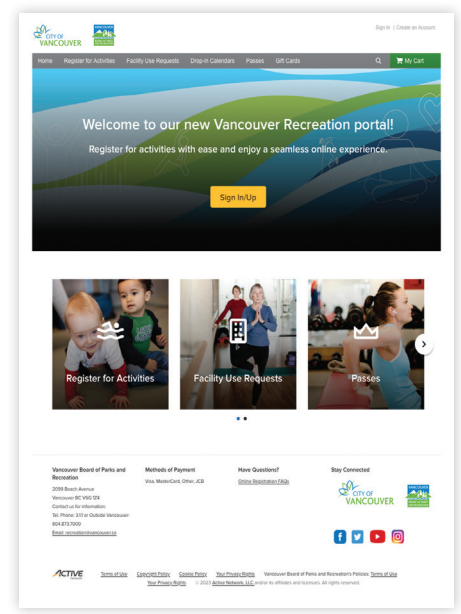 Sign In | Create an Account
CITY OF
VANCOUVER
VANCOUVER
Home Register for Activities Facility Use Requests Drop-In Calendars Passes Gift Cards My Cart
Welcome to our new Vancouver Recreation portal!
Register for activities with ease and enjoy a seamless online experience.
Sign In/Up
Register for Activities
Facility Use Requests
Passes
Vancouver Board of Parks and
Recreation
2099 Beach Avenue
Vancouver BC V6G 1Z4
Contact us for information:
Tel. Phone: 3.1.1 or Outside Vancouver:
604.873.7000
Email: recreation@vancouver.ca
Methods of Payment
Visa, MasterCard, Other, JCB
Have Questions?
Online Registration FAQs
Stay Connected
CITY OF
VANCOUVER
VANCOUVER
ACTIVE
Terms of Use Copyright Policy Cookie Policy Your Privacy Rights Vancouver Board of Parks and Recreation's Policies: Terms of Use
Your Privacy Rights © 2023 Active Network, LLC and/or its affiliates and licensors. All rights reserved.